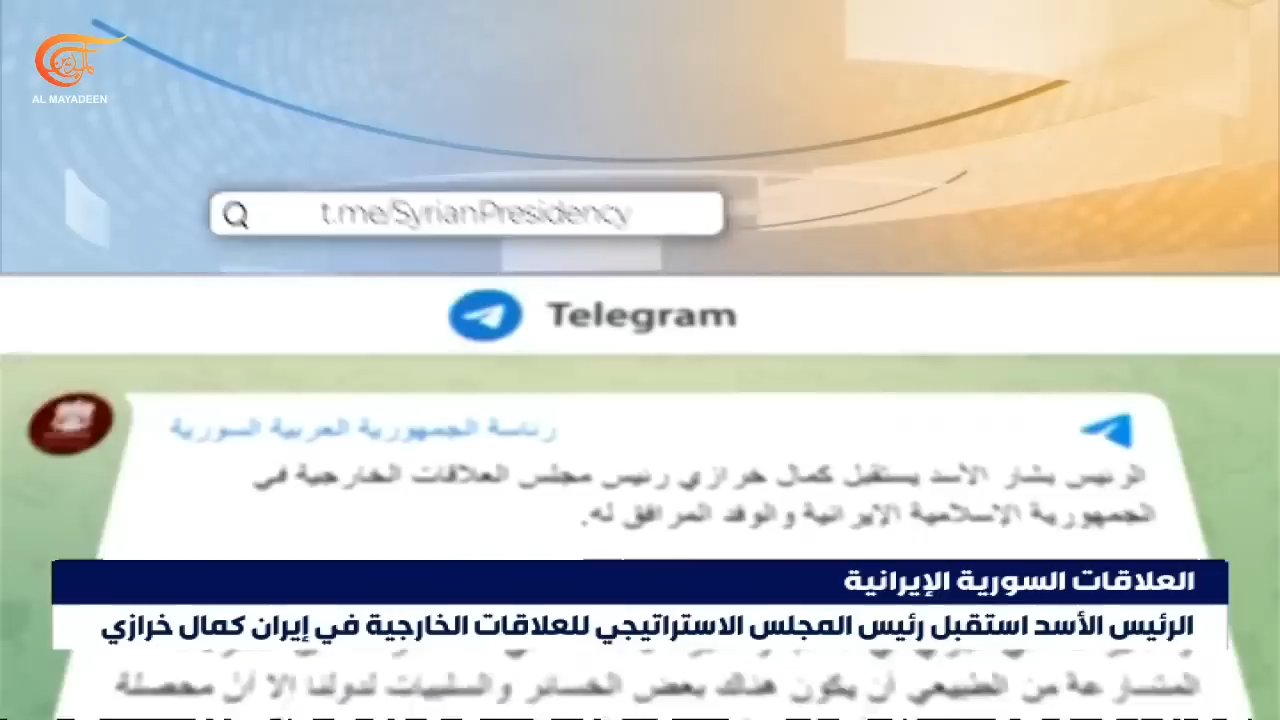 AL MAYADEEN
t.me/SyrianPresidency
Telegram
رئاسة الجمهورية العربية السورية
الرئيس بشار الأسد يستقبل كمال خرازي رئيس مجلس العلاقات الخارجية في
الجمهورية الإسلامية الإيرانية والوفد المرافق له.
العلاقات السورية الإيرانية
الرئيس الأسد استقبل رئيس المجلس الاستراتيجي للعلاقات الخارجية في إيران كمال خرازي
المتسارعة من الطبيعي أن يكون هناك بعض الخسائر والسلبيات لدولنا إلا أن محصلة